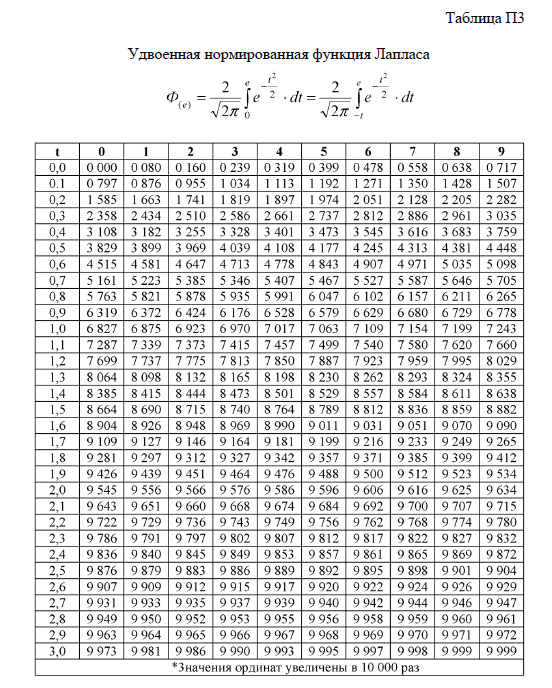 Таблица П3
Удвоенная нормированная функция Лапласа
Φ(e) = 2/√2π ∫₀ᵉ e^(−t²/2) · dt = 2/√2π ∫₋ₜᵉ e^(−t²/2) · dt
t 0 1 2 3 4 5 6 7 8 9
0,0 0 000 0 080 0 160 0 239 0 319 0 399 0 478 0 558 0 638 0 717
0.1 0 797 0 876 0 955 1 034 1 113 1 192 1 271 1 350 1 428 1 507
0,2 1 585 1 663 1 741 1 819 1 897 1 974 2 051 2 128 2 205 2 282
0,3 2 358 2 434 2 510 2 586 2 661 2 737 2 812 2 886 2 961 3 035
0,4 3 108 3 182 3 255 3 328 3 401 3 473 3 545 3 616 3 683 3 759
0,5 3 829 3 899 3 969 4 039 4 108 4 177 4 245 4 313 4 381 4 448
0,6 4 515 4 581 4 647 4 713 4 778 4 843 4 907 4 971 5 035 5 098
0,7 5 161 5 223 5 385 5 346 5 407 5 467 5 527 5 587 5 646 5 705
0,8 5 763 5 821 5 878 5 935 5 991 6 047 6 102 6 157 6 211 6 265
0,9 6 319 6 372 6 424 6 176 6 528 6 579 6 629 6 680 6 729 6 778
1,0 6 827 6 875 6 923 6 970 7 017 7 063 7 109 7 154 7 199 7 243
1,1 7 287 7 339 7 373 7 415 7 457 7 499 7 540 7 580 7 620 7 660
1,2 7 699 7 737 7 775 7 813 7 850 7 887 7 923 7 959 7 995 8 029
1,3 8 064 8 098 8 132 8 165 8 198 8 230 8 262 8 293 8 324 8 355
1,4 8 385 8 415 8 444 8 473 8 501 8 529 8 557 8 584 8 611 8 638
1,5 8 664 8 690 8 715 8 740 8 764 8 789 8 812 8 836 8 859 8 882
1,6 8 904 8 926 8 948 8 969 8 990 9 011 9 031 9 051 9 070 9 090
1,7 9 109 9 127 9 146 9 164 9 181 9 199 9 216 9 233 9 249 9 265
1,8 9 281 9 297 9 312 9 327 9 342 9 357 9 371 9 385 9 399 9 412
1,9 9 426 9 439 9 451 9 464 9 476 9 488 9 500 9 512 9 523 9 534
2,0 9 545 9 556 9 566 9 576 9 586 9 596 9 606 9 616 9 625 9 634
2,1 9 643 9 651 9 660 9 668 9 674 9 684 9 692 9 700 9 707 9 715
2,2 9 722 9 729 9 736 9 743 9 749 9 756 9 762 9 768 9 774 9 780
2,3 9 786 9 791 9 797 9 802 9 807 9 812 9 817 9 822 9 827 9 832
2,4 9 836 9 840 9 845 9 849 9 853 9 857 9 861 9 865 9 869 9 872
2,5 9 876 9 879 9 883 9 886 9 889 9 892 9 895 9 898 9 901 9 904
2,6 9 907 9 909 9 912 9 915 9 917 9 920 9 922 9 924 9 926 9 929
2,7 9 931 9 933 9 935 9 937 9 939 9 940 9 942 9 944 9 946 9 947
2,8 9 949 9 950 9 952 9 953 9 955 9 956 9 958 9 959 9 960 9 961
2,9 9 963 9 964 9 965 9 966 9 967 9 968 9 969 9 970 9 971 9 972
3,0 9 973 9 981 9 986 9 990 9 993 9 995 9 997 9 998 9 999 9 999
*Значения ординат увеличены в 10 000 раз